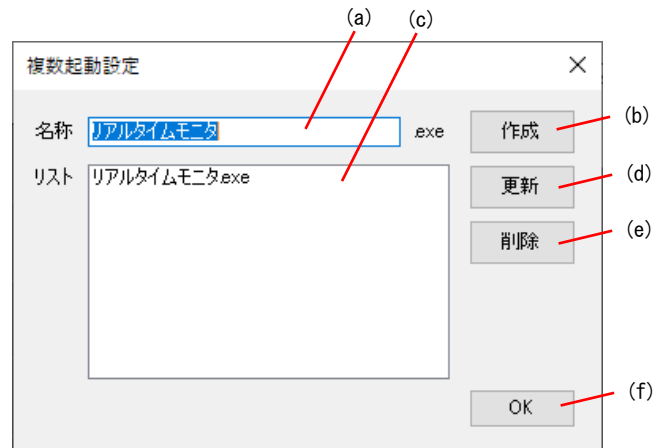 (a)
(c)
複数起動設定
名称
リアルタイムモニタ
.exe
作成
(b)
リスト
リアルタイムモニタ.exe
更新
(d)
削除
(e)
OK
(f)